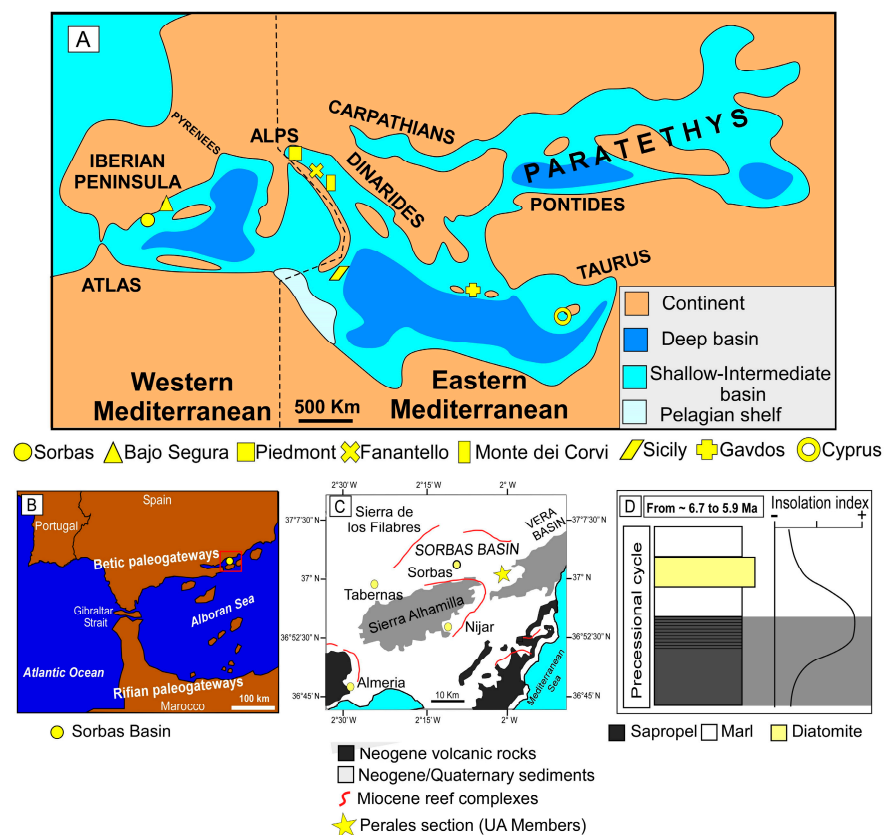 A
CARPATHIANS
PYRENEES
ALPS
PARATETHYS
IBERIAN
PENINSULA
DINARIDES
PONTIDES
TAURUS
ATLAS
Continent
Deep basin
Shallow-Intermediate
basin
Pelagian shelf
Western
Mediterranean
500 Km
Eastern
Mediterranean
Sorbas
Bajo Segura
Piedmont
Fanantello
Monte dei Corvi
Sicily
Gavdos
Cyprus
B
Spain
Portugal
Betic paleogateways
Gibraltar
Strait
Alboran Sea
Atlantic Ocean
Rifian paleogateways
Marocco
100 km
Sorbas Basin
2°30" W
2°15" W
2° W
C
Sierra de
los Filabres
37°7'30" N
VERA
BASIN
SORBAS BASIN
Sorbas
37° N
Tabernas
Sierra Alhamilla
Nijar
36°52'30" N
Almeria
10 Km
Mediterranean
Sea
36°45' N
2°30" W
2°15" W
2° W
Neogene volcanic rocks
Neogene/Quaternary sediments
Miocene reef complexes
Perales section (UA Members)
D
From ~ 6.7 to 5.9 Ma
Insolation index
- +
Precessional cycle
Sapropel
Marl
Diatomite